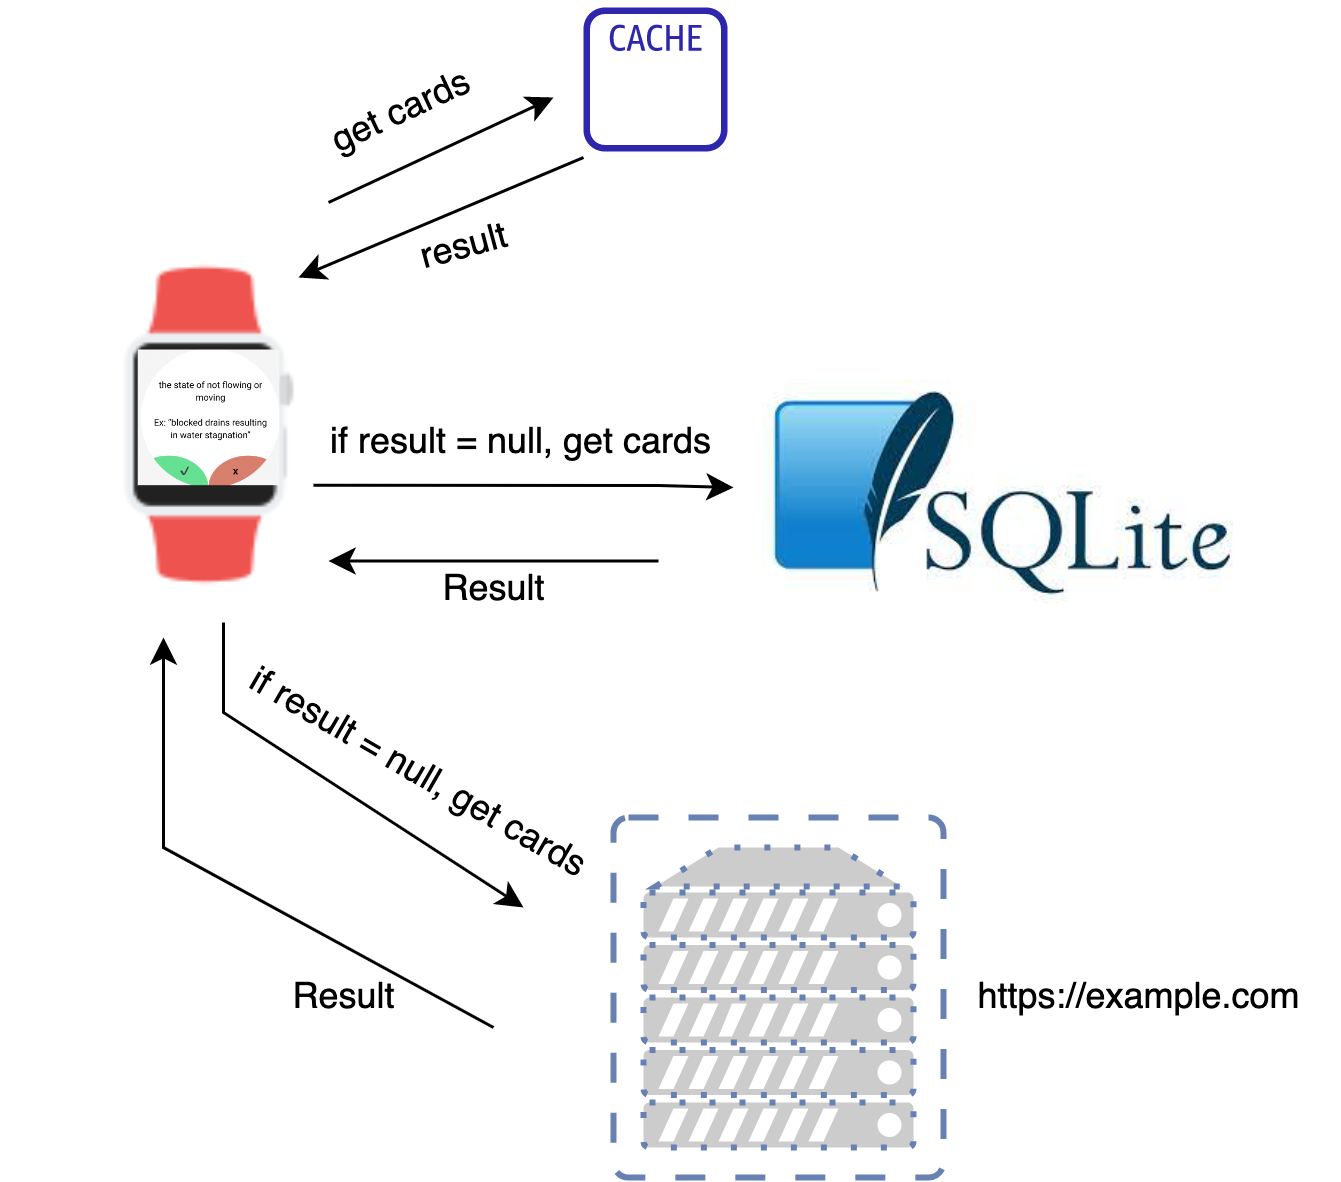 CACHE
get cards
result
the state of not flowing or
moving
Ex: "blocked drains resulting
in water stagnation"
✓
x
if result = null, get cards
SQLite
Result
if result = null, get cards
Result
https://example.com